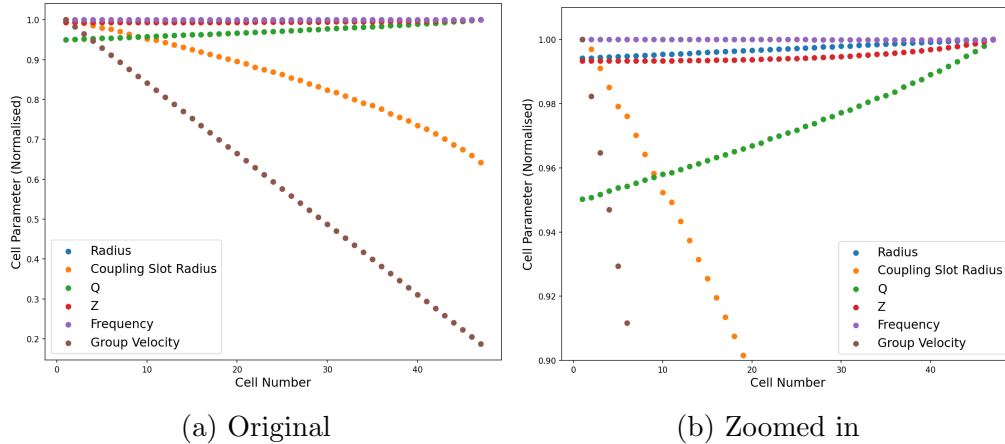 1.0
0.9
0.8
0.7
0.6
0.5
0.4
0.3
0.2
Cell Parameter (Normalised)
Radius
Coupling Slot Radius
Q
Z
Frequency
Group Velocity
0
10
20
30
40
Cell Number
(a) Original
1.00
0.98
0.96
0.94
0.92
0.90
Cell Parameter (Normalised)
Radius
Coupling Slot Radius
Q
Z
Frequency
Group Velocity
0
10
20
30
40
Cell Number
(b) Zoomed in